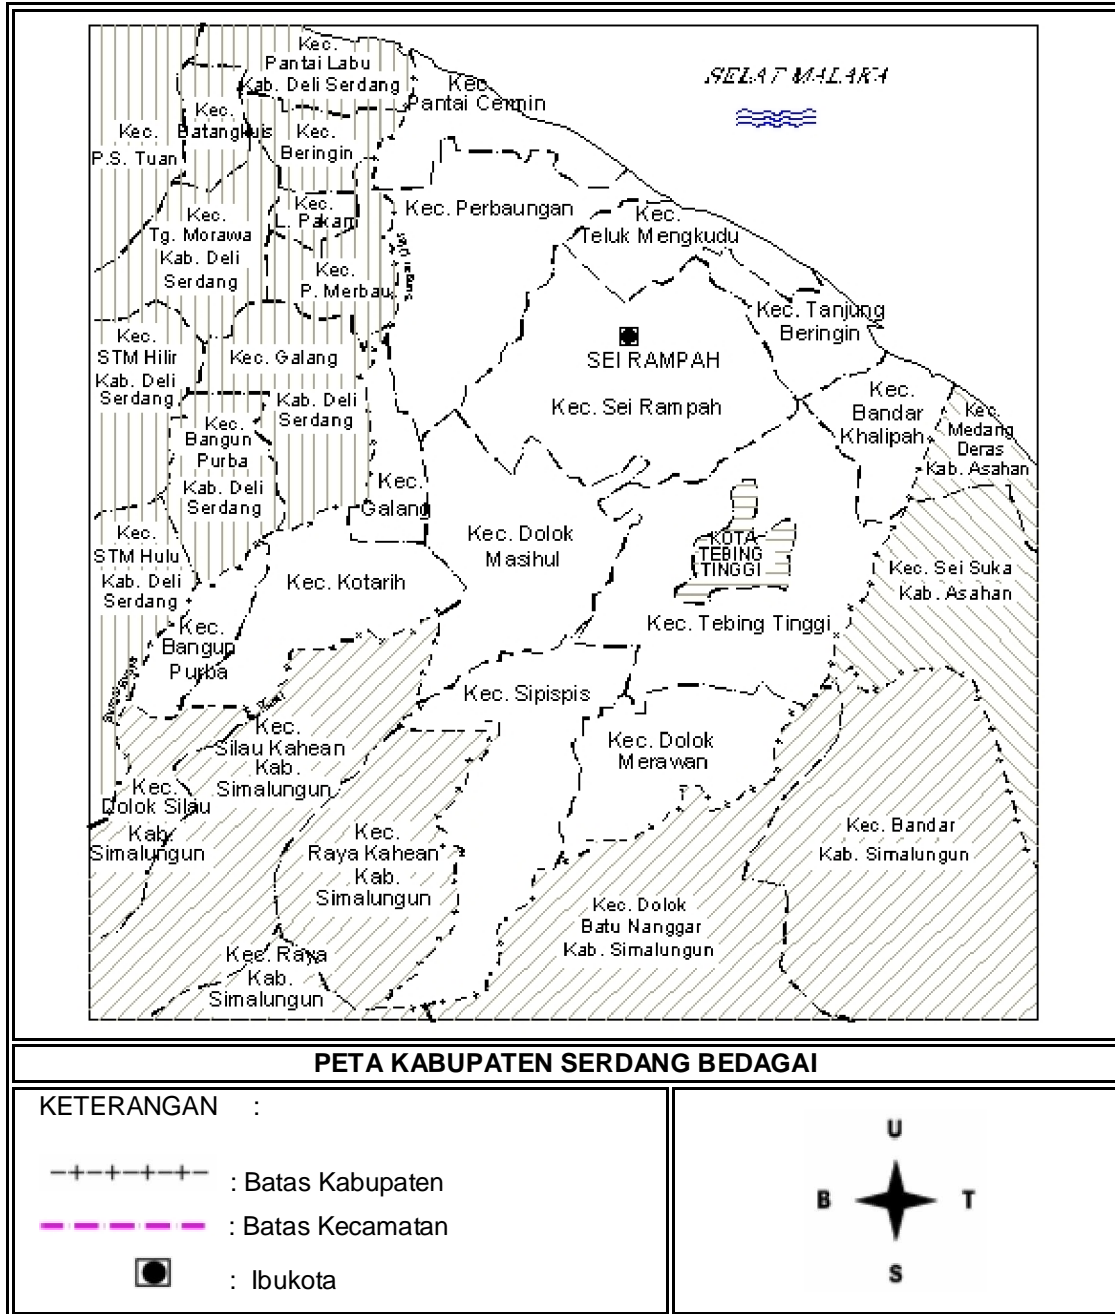 Kec.
Pantai Labu
Kab. Deli Serdang
Kec.
Pantai Cermin
SELAT MALAKA
Kec.
Batangkuis
Kec.
Beringin
Kec.
P.S. Tuan
Kec.
L. Pakam
Kec. Perbaungan
Kec.
Teluk Mengkudu
Kec.
Tg. Morawa
Kab. Deli
Serdang
Kec.
P. Merbau
Kec. Tanjung
Beringin
Kec.
STM Hilir
Kab. Deli
Serdang
Kec. Galang
Kab. Deli
Serdang
SEI RAMPAH
Kec. Sei Rampah
Kec.
Bandar
Khalipah
Kec.
Medang
Deras
Kab. Asahan
Kec.
Bangun
Purba
Kab. Deli
Serdang
Kec.
Galang
Kec. Dolok
Masihul
KOTA
TEBING
TINGGI
Kec.
STM Hulu
Kab. Deli
Serdang
Kec. Kotarih
Kec. Sei Suka
Kab. Asahan
Kec. Tebing Tinggi
Kec.
Bangun
Purba
Kec. Sipispis
Kec.
Silau Kahean
Kab.
Simalungun
Kec. Dolok
Merawan
Kec.
Dolok Silau
Kab.
Simalungun
Kec.
Raya Kahean
Kab.
Simalungun
Kec. Bandar
Kab. Simalungun
Kec. Dolok
Batu Nanggar
Kab. Simalungun
Kec. Raya
Kab.
Simalungun
PETA KABUPATEN SERDANG BEDAGAI
KETERANGAN :
: Batas Kabupaten
: Batas Kecamatan
: Ibukota
U
B T
S